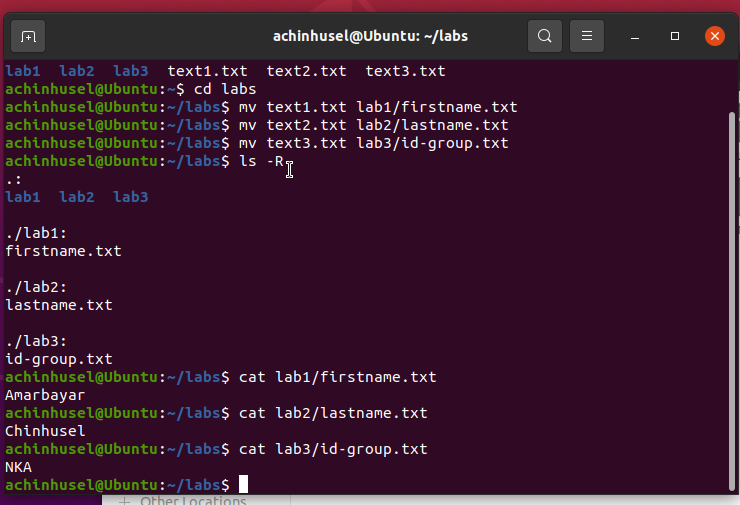 achinhusel@Ubuntu: ~/labs
lab1 lab2 lab3 text1.txt text2.txt text3.txt
achinhusel@Ubuntu:~$ cd labs
achinhusel@Ubuntu:~/labs$ mv text1.txt lab1/firstname.txt
achinhusel@Ubuntu:~/labs$ mv text2.txt lab2/lastname.txt
achinhusel@Ubuntu:~/labs$ mv text3.txt lab3/id-group.txt
achinhusel@Ubuntu:~/labs$ ls -R
.:
lab1 lab2 lab3
./lab1:
firstname.txt
./lab2:
lastname.txt
./lab3:
id-group.txt
achinhusel@Ubuntu:~/labs$ cat lab1/firstname.txt
Amarbayar
achinhusel@Ubuntu:~/labs$ cat lab2/lastname.txt
Chinhusel
achinhusel@Ubuntu:~/labs$ cat lab3/id-group.txt
NKA
achinhusel@Ubuntu:~/labs$
+ Other Locations